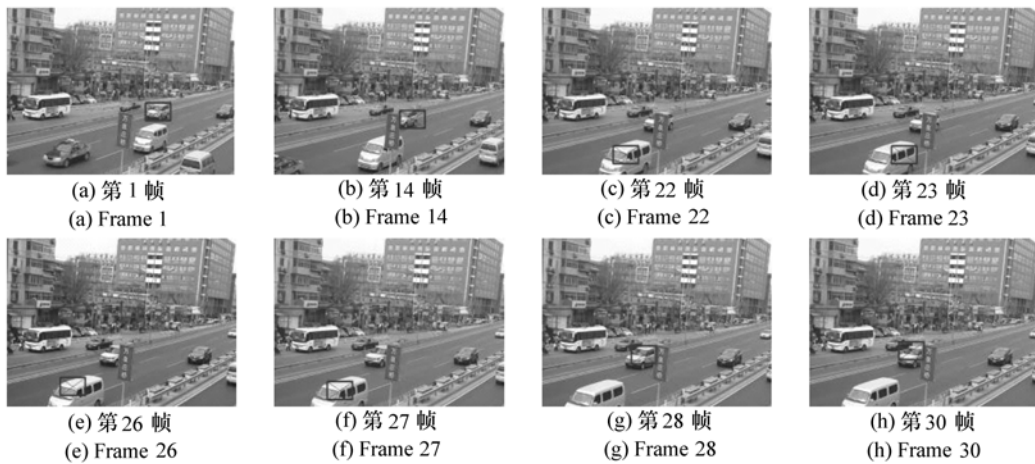 (a) 第 1 帧 (b) 第 14 帧 (c) 第 22 帧 (d) 第 23 帧
(a) Frame 1 (b) Frame 14 (c) Frame 22 (d) Frame 23
(e) 第 26 帧 (f) 第 27 帧 (g) 第 28 帧 (h) 第 30 帧
(e) Frame 26 (f) Frame 27 (g) Frame 28 (h) Frame 30